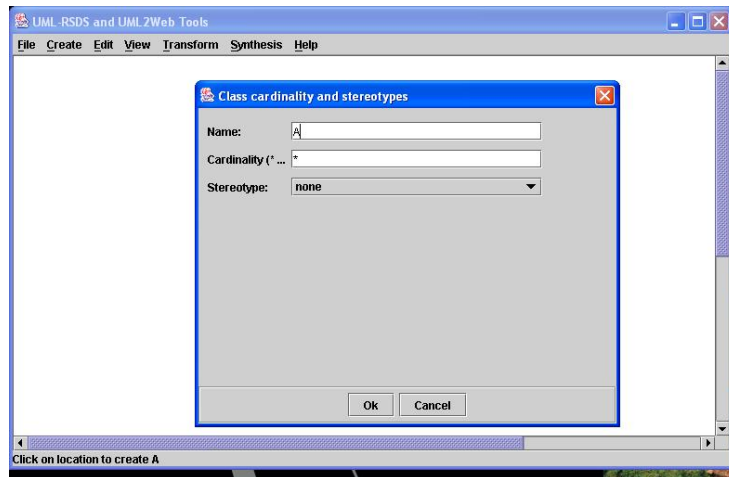 UML-RSDS and UML2Web Tools
File Create Edit View Transform Synthesis Help
Class cardinality and stereotypes
Name: A
Cardinality (* ... *
Stereotype: none
Ok Cancel
Click on location to create A